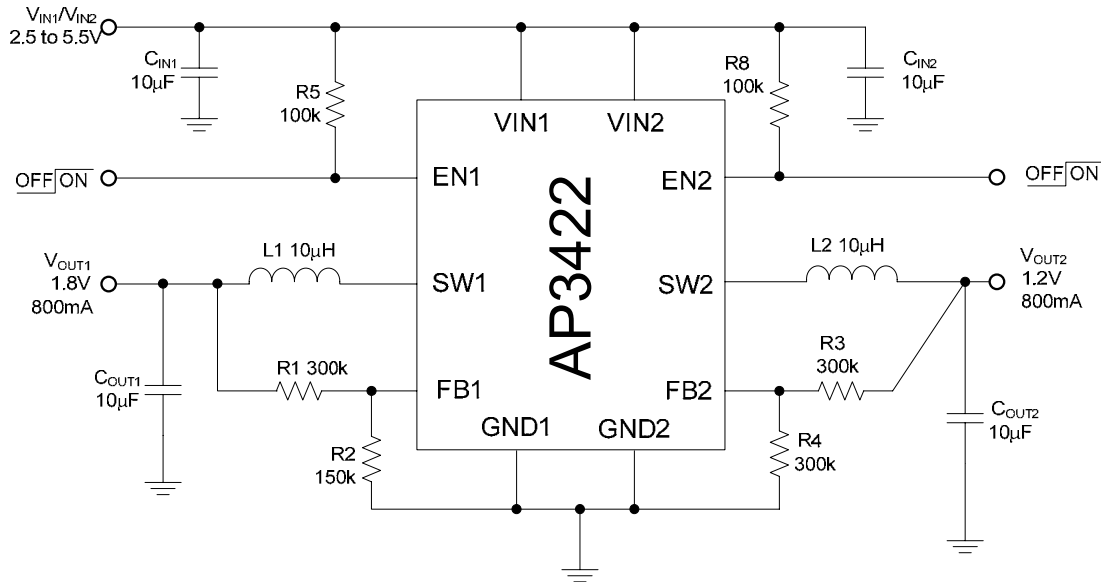 VIN1/VIN2
2.5 to 5.5V
CIN1
10μF
R5
100k
VIN1
VIN2
R8
100k
CIN2
10μF
OFF ON
EN1
EN2
OFF ON
AP3422
L1 10μH
L2 10μH
VOUT1
1.8V
800mA
SW1
SW2
VOUT2
1.2V
800mA
R1 300k
FB1
FB2
R3
300k
COUT1
10μF
GND1
GND2
R2
150k
R4
300k
COUT2
10μF